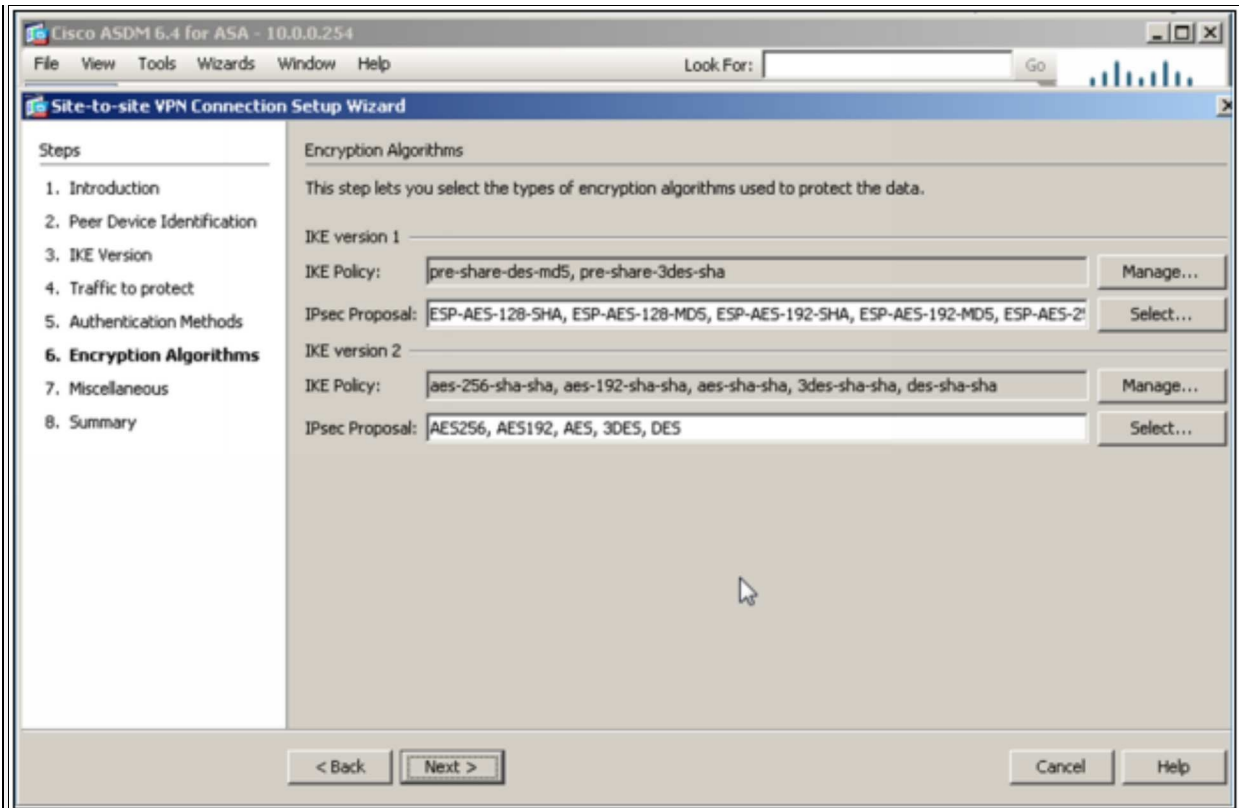 Cisco ASDM 6.4 for ASA - 10.0.0.254
File View Tools Wizards Window Help Look For: Go
Site-to-site VPN Connection Setup Wizard
Steps
1. Introduction
2. Peer Device Identification
3. IKE Version
4. Traffic to protect
5. Authentication Methods
6. Encryption Algorithms
7. Miscellaneous
8. Summary
Encryption Algorithms
This step lets you select the types of encryption algorithms used to protect the data.
IKE version 1
IKE Policy: pre-share-des-md5, pre-share-3des-sha Manage...
IPsec Proposal: ESP-AES-128-SHA, ESP-AES-128-MD5, ESP-AES-192-SHA, ESP-AES-192-MD5, ESP-AES-2 Select...
IKE version 2
IKE Policy: aes-256-sha-sha, aes-192-sha-sha, aes-sha-sha, 3des-sha-sha, des-sha-sha Manage...
IPsec Proposal: AES256, AES192, AES, 3DES, DES Select...
< Back Next > Cancel Help